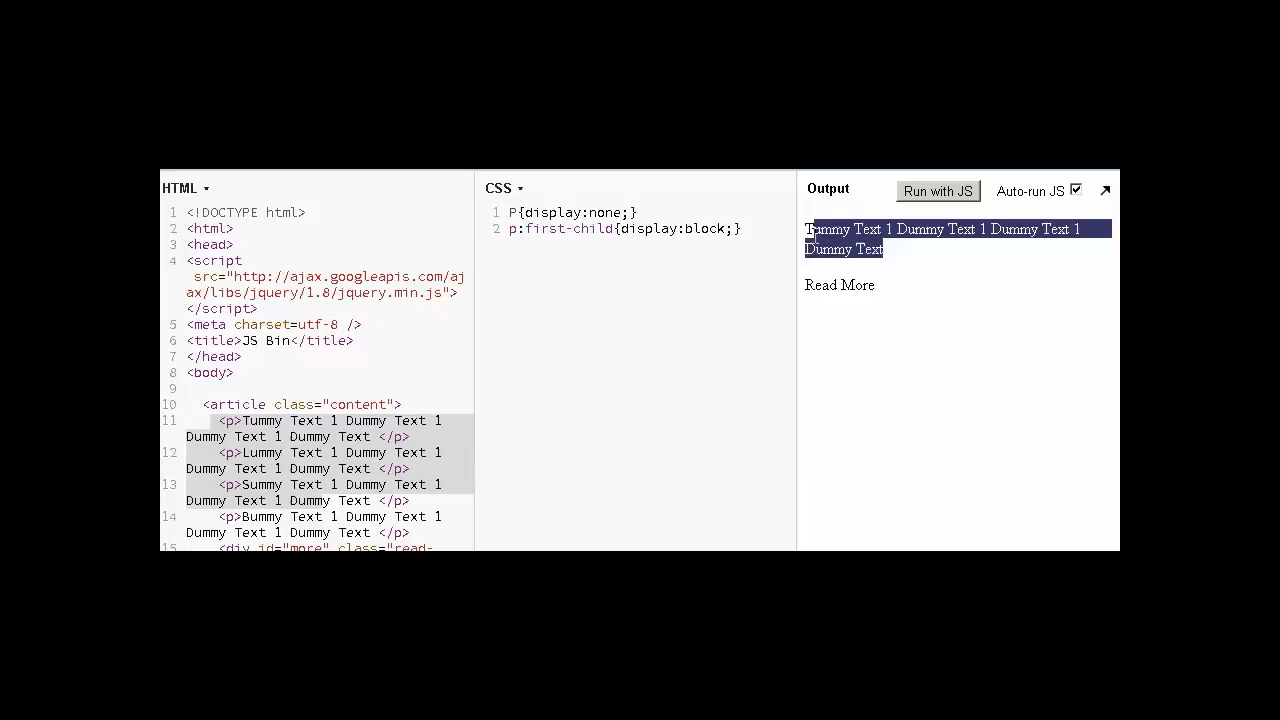 HTML
1 <!DOCTYPE html>
2 <html>
3 <head>
4 <script
src="http://ajax.googleapis.com/aj
ax/libs/jquery/1.8/jquery.min.js">
</script>
5 <meta charset=utf-8 />
6 <title>JS Bin</title>
7 </head>
8 <body>
9
10 <article class="content">
11 <p>Tummy Text 1 Dummy Text 1
Dummy Text 1 Dummy Text </p>
12 <p>Lummy Text 1 Dummy Text 1
Dummy Text 1 Dummy Text </p>
13 <p>Summy Text 1 Dummy Text 1
Dummy Text 1 Dummy Text </p>
14 <p>Bummy Text 1 Dummy Text 1
Dummy Text 1 Dummy Text </p>
15 <div id="more" class="read-
CSS
1 P{display:none;}
2 p:first-child{display:block;}
Output Run with JS Auto-run JS
Tummy Text 1 Dummy Text 1 Dummy Text 1
Dummy Text
Read More